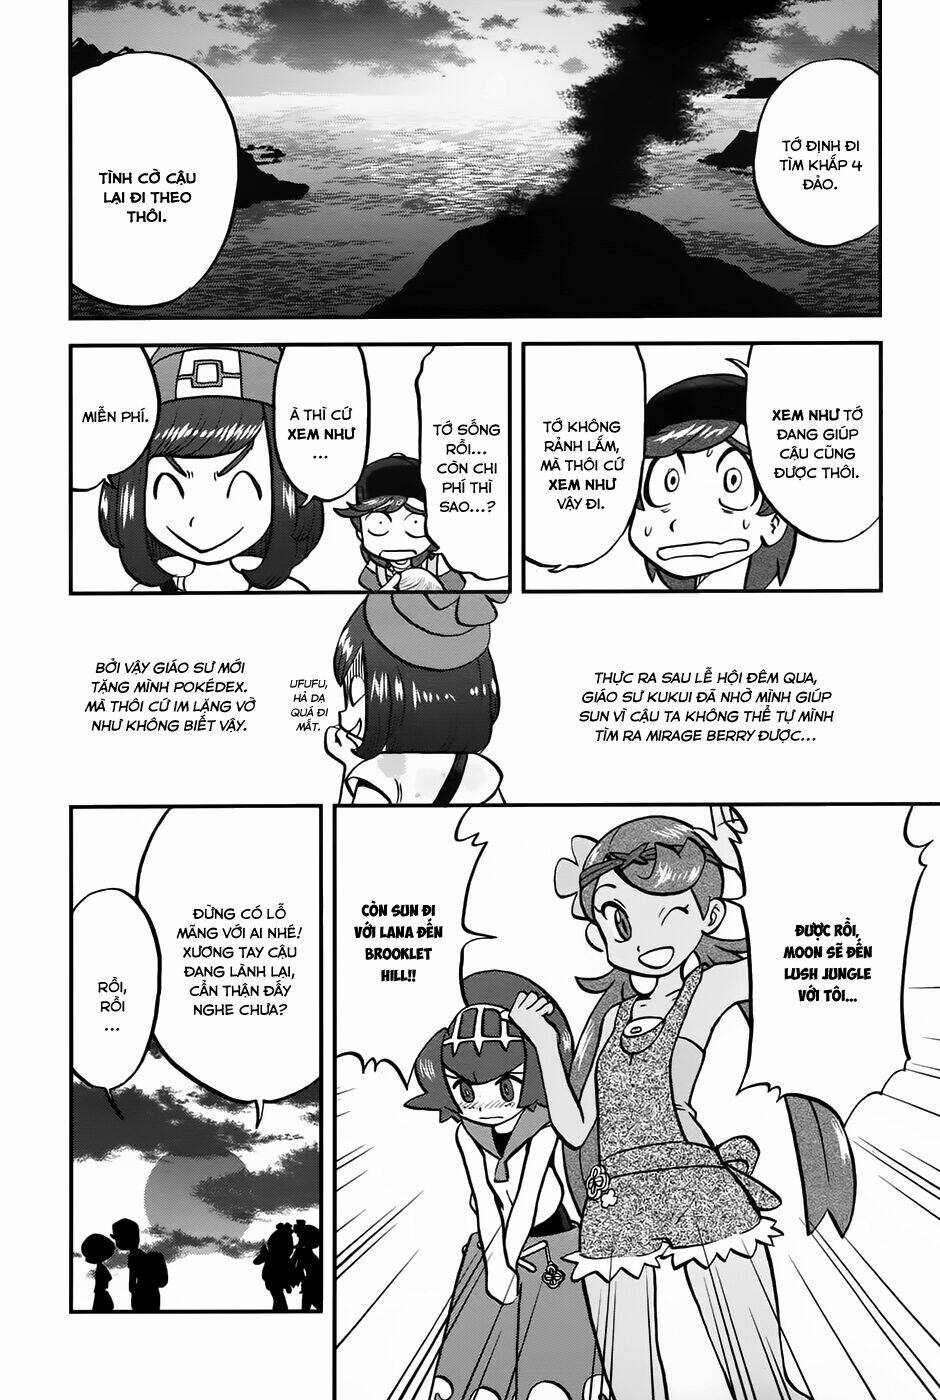 TỚ ĐỊNH ĐI
TÌM KHẮP 4
ĐẢO.
TÌNH CỜ CẬU
LẠI ĐI THEO
THÔI.
XEM NHƯ TỚ
ĐANG GIÚP
CẬU CŨNG
ĐƯỢC THÔI.
TỚ KHÔNG
RẢNH LẮM,
MÀ THÔI CỨ
XEM NHƯ
VẬY ĐI.
TỚ SỐNG
RỒI...
CÒN CHI
PHÍ THÌ
SAO...?
À THÌ CỨ
XEM NHƯ
...
MIỄN PHÍ.
THỰC RA SAU LỄ HỘI ĐÊM QUA,
GIÁO SƯ KUKUI ĐÃ NHỜ MÌNH GIÚP
SUN VÌ CẬU TA KHÔNG THỂ TỰ MÌNH
TÌM RA MIRAGE BERRY ĐƯỢC...
UFUFU,
HẢ DẠ
QUÁ ĐI
MẤT.
BỞI VẬY GIÁO SƯ MỚI
TẶNG MÌNH POKÉDEX.
MÀ THÔI CỨ IM LẶNG VỜ
NHƯ KHÔNG BIẾT VẬY.
ĐƯỢC RỒI,
MOON SẼ ĐẾN
LUSH JUNGLE
VỚI TÔI...
CÒN SUN ĐI
VỚI LANA ĐẾN
BROOKLET
HILL!!
ĐỪNG CÓ LỖ
MÃNG VỚI AI NHÉ!
XƯƠNG TAY CẬU
ĐANG LÀNH LẠI,
CẨN THẬN ĐẤY
NGHE CHƯA?
RỒI,
RỒI
...